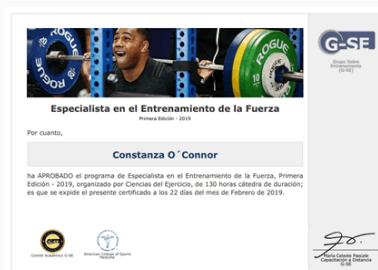 ROGUE
ROGUE
G-SE
Grupo Sobre
Entrenamiento
(G-SE)
Especialista en el Entrenamiento de la Fuerza
Primera Edición - 2019
Por cuanto,
Constanza O´Connor
ha APROBADO el programa de Especialista en el Entrenamiento de la Fuerza, Primera
Edición - 2019, organizado por Ciencias del Ejercicio, de 130 horas cátedra de duración;
es que se expide el presente certificado a los 22 días del mes de Febrero de 2019.
Comité Académico G-SE
American College of Sports
Medicine
María Celeste Pascale
Capacitación a Distancia
G-SE